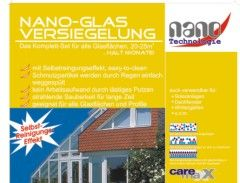 NANO-GLAS
VERSIEGELUNG
Das Komplett-Set für alle Glasflächen, 20-25m²
HÄLT MONATE!
nano
Technologie
mit Selbstreinigungseffekt, easy-to-clean
Schmutzpartikel werden durch Regen einfach
weggespült
kein Arbeitsaufwand durch lästiges Putzen
strahlende Sauberkeit für lange Zeit
geeignet für alle Glasflächen und Profile
auch verwendbar für:
Solaranlagen
Dachfenster
Wintergärten
u.v.m.
Selbst-
Reinigungs-
Effekt
care
max